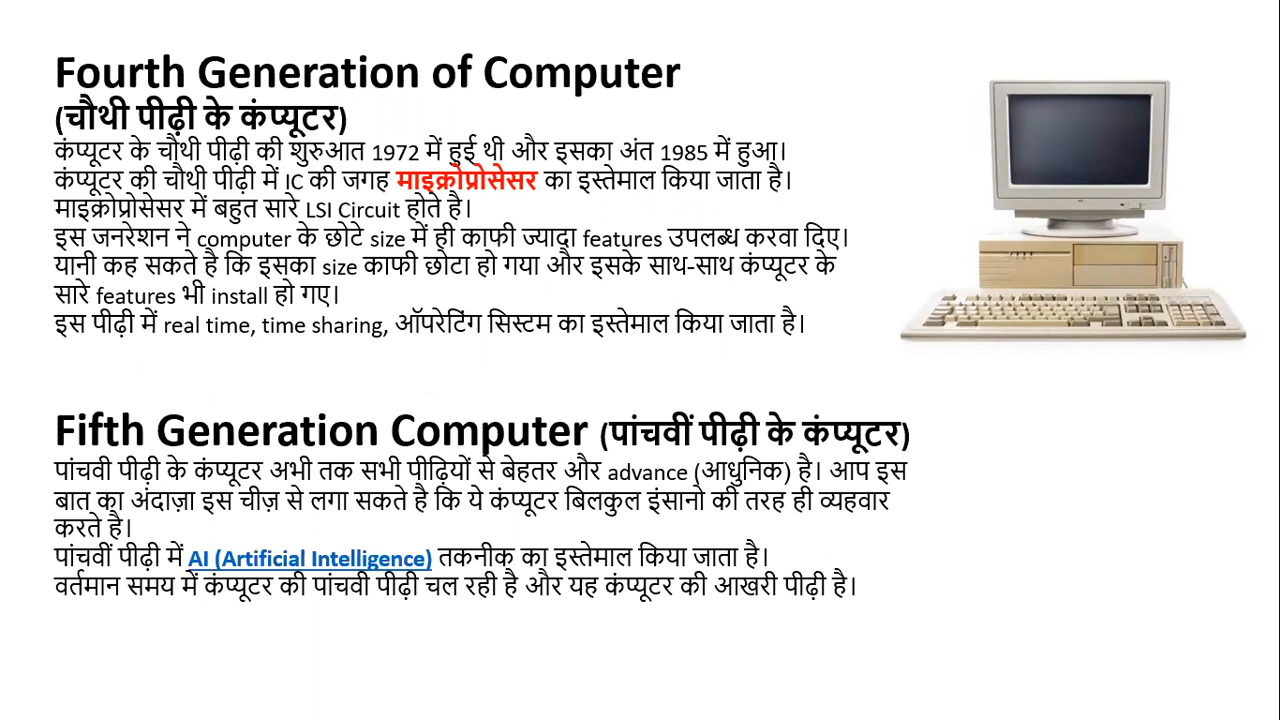 Fourth Generation of Computer
(चौथी पीढ़ी के कंप्यूटर)
कंप्यूटर के चौथी पीढ़ी की शुरुआत 1972 में हुई थी और इसका अंत 1985 में हुआ।
कंप्यूटर की चौथी पीढ़ी में IC की जगह माइक्रोप्रोसेसर का इस्तेमाल किया जाता है।
माइक्रोप्रोसेसर में बहुत सारे LSI Circuit होते है।
इस जनरेशन ने computer के छोटे size में ही काफी ज्यादा features उपलब्ध करवा दिए।
यानी कह सकते है कि इसका size काफी छोटा हो गया और इसके साथ-साथ कंप्यूटर के
सारे features भी install हो गए।
इस पीढ़ी में real time, time sharing, ऑपरेटिंग सिस्टम का इस्तेमाल किया जाता है।
Fifth Generation Computer (पांचवीं पीढ़ी के कंप्यूटर)
पांचवी पीढ़ी के कंप्यूटर अभी तक सभी पीढ़ियों से बेहतर और advance (आधुनिक) है। आप इस
बात का अंदाज़ा इस चीज़ से लगा सकते है कि ये कंप्यूटर बिलकुल इंसानो की तरह ही व्यहवार
करते है।
पांचवीं पीढ़ी में AI (Artificial Intelligence) तकनीक का इस्तेमाल किया जाता है।
वर्तमान समय में कंप्यूटर की पांचवी पीढ़ी चल रही है और यह कंप्यूटर की आखरी पीढ़ी है।